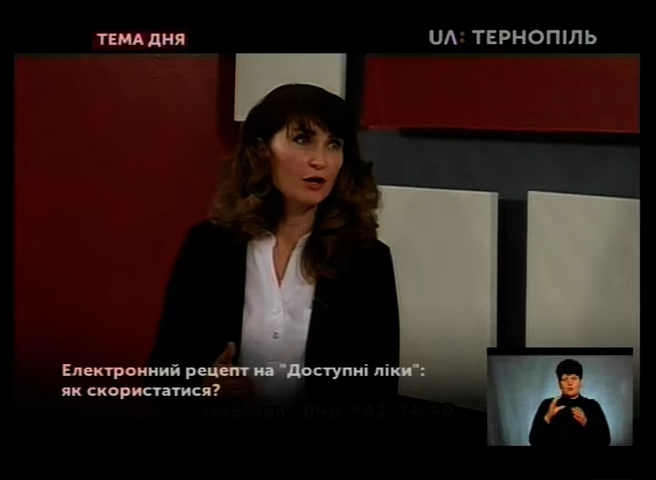 ТЕМА ДНЯ
UA: ТЕРНОПІЛЬ
Електронний рецепт на "Доступні ліки":
як скористатися?